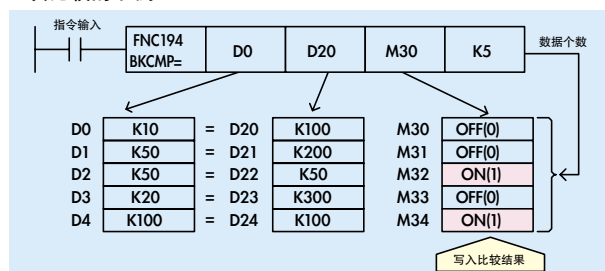 指令输入
FNC194 BKCMP= D0 D20 M30 K5 数据个数
D0 K10 = D20 K100 M30 OFF(0)
D1 K50 = D21 K200 M31 OFF(0)
D2 K50 = D22 K50 M32 ON(1)
D3 K20 = D23 K300 M33 OFF(0)
D4 K100 = D24 K100 M34 ON(1)
写入比较结果